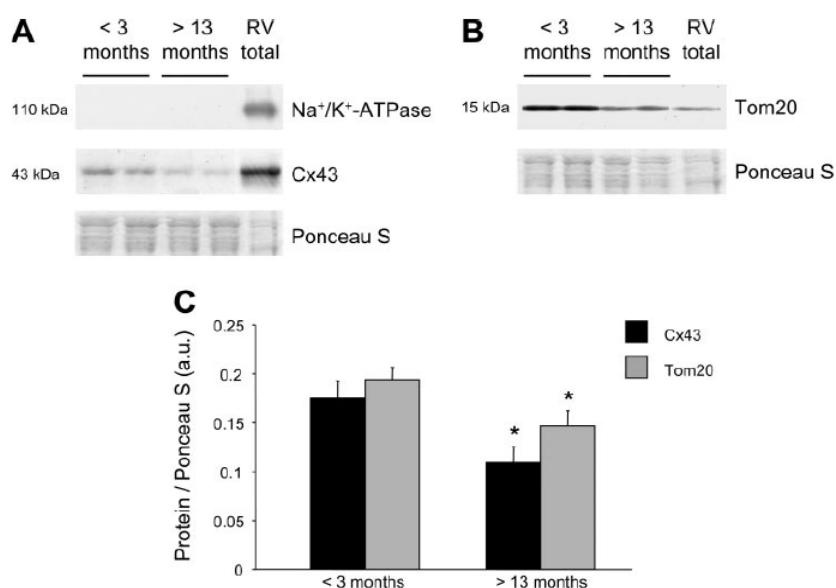 A
< 3
months
> 13
months
RV
total
110 kDa
Na⁺/K⁺-ATPase
43 kDa
Cx43
Ponceau S
B
< 3
months
> 13
months
RV
total
15 kDa
Tom20
Ponceau S
C
Protein / Ponceau S (a.u.)
0.25
0.2
0.15
0.1
0.05
0
* *
< 3 months
> 13 months
Cx43
Tom20